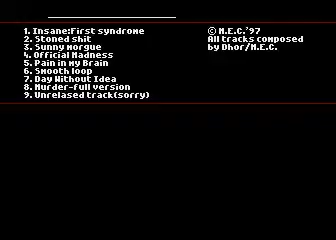 1. Insane:First syndrome
2. Stoned shit
3. Sunny morgue
4. Official Madness
5. Pain in my Brain
6. Smooth loop
7. Day Without Idea
8. Murder-full version
9. Unrelased track(sorry)
© M.E.C.'97
All tracks composed
by Dhor/M.E.C.